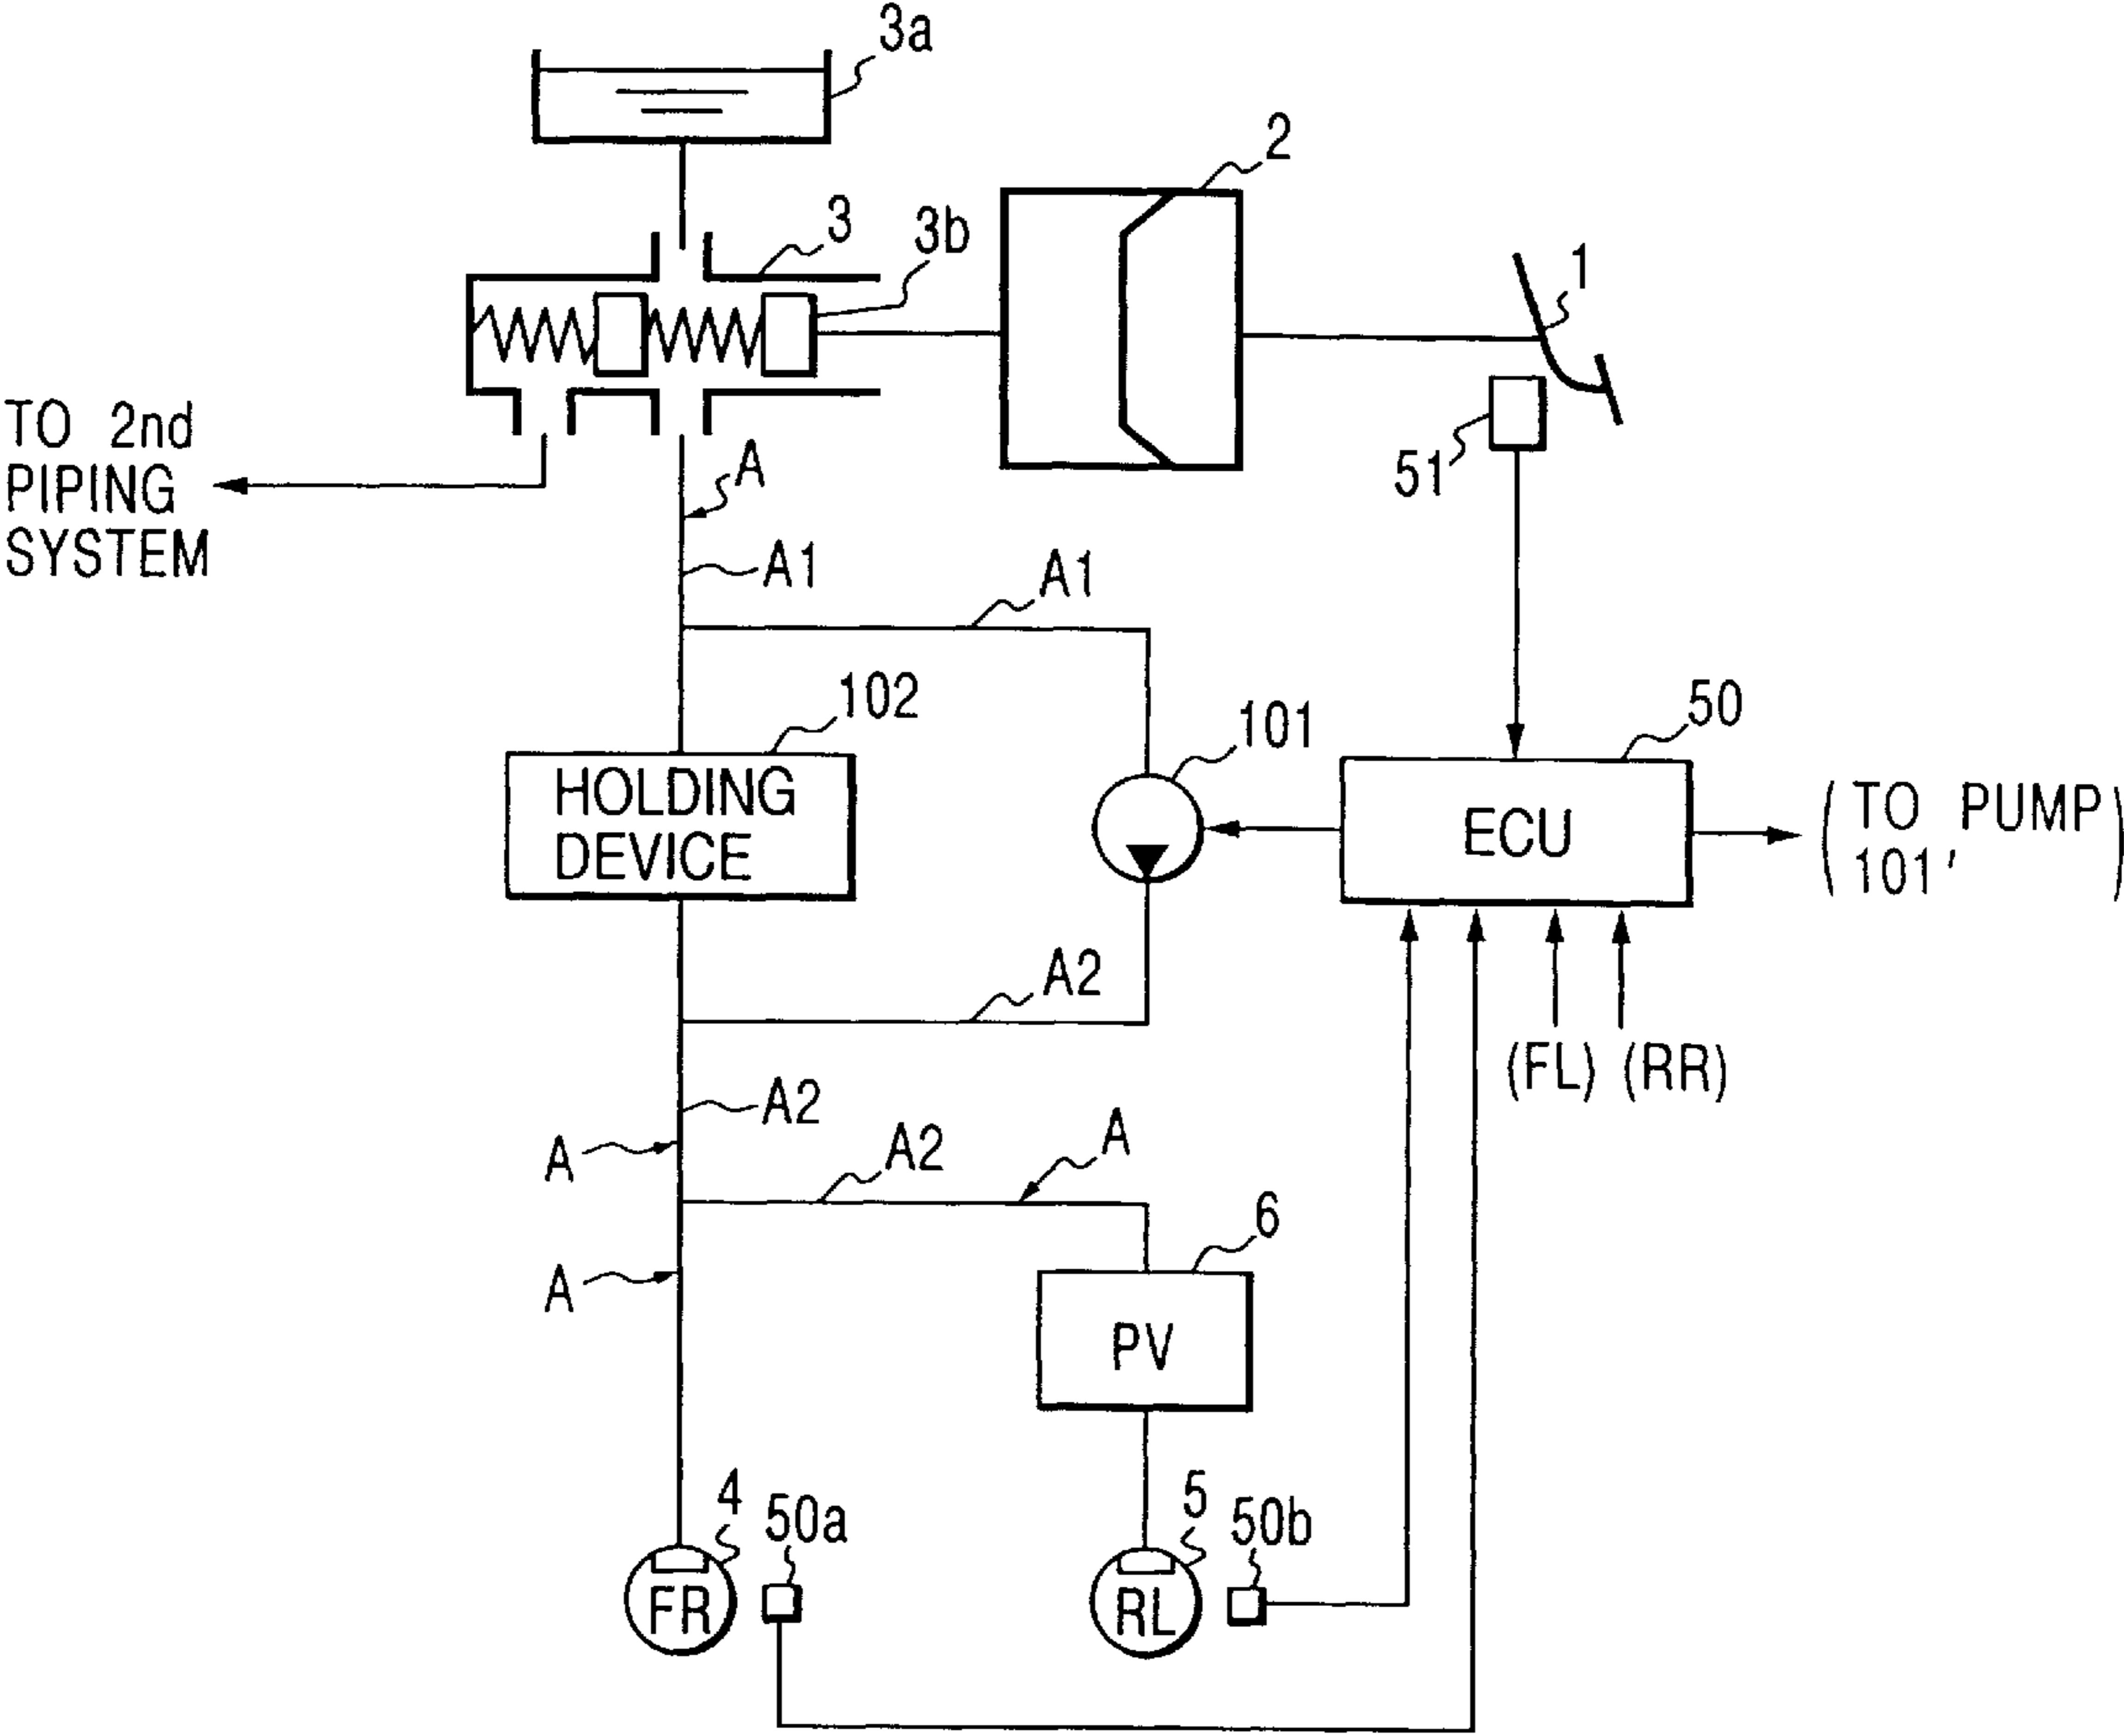 3a
2
3
3b
1
TO 2nd
PIPING
SYSTEM
A
51
A1
A1
102
101
50
HOLDING
DEVICE
ECU
(TO PUMP
101')
A2
(FL) (RR)
A2
A
A2
A
6
A
PV
4
50a
5
50b
FR
RL